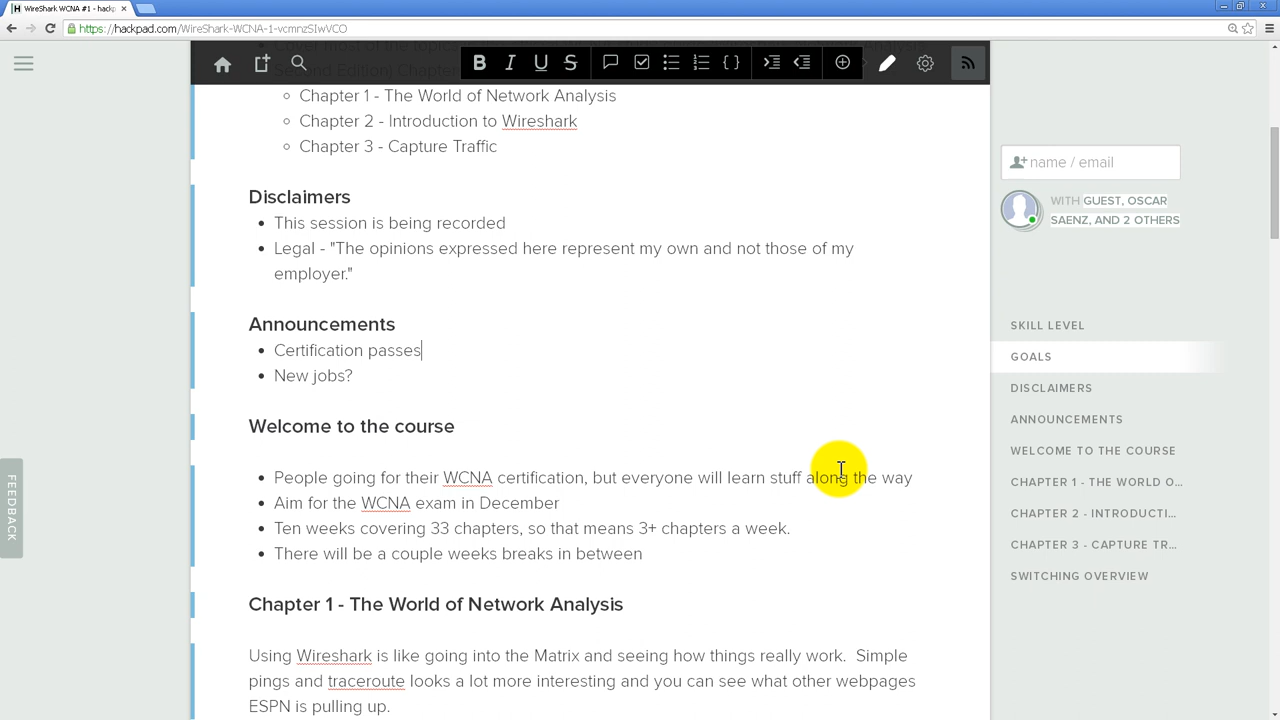 WireShark WCNA #1 - hackp
https://hackpad.com/WireShark-WCNA-1-vcmnzSIwVCO
Second Edition) Chapter
Chapter 1 - The World of Network Analysis
Chapter 2 - Introduction to Wireshark
Chapter 3 - Capture Traffic
Disclaimers
This session is being recorded
Legal - "The opinions expressed here represent my own and not those of my
employer."
Announcements
Certification passes
New jobs?
Welcome to the course
People going for their WCNA certification, but everyone will learn stuff along the way
Aim for the WCNA exam in December
Ten weeks covering 33 chapters, so that means 3+ chapters a week.
There will be a couple weeks breaks in between
Chapter 1 - The World of Network Analysis
Using Wireshark is like going into the Matrix and seeing how things really work.  Simple
pings and traceroute looks a lot more interesting and you can see what other webpages
ESPN is pulling up.
name / email
WITH GUEST, OSCAR
SAENZ, AND 2 OTHERS
SKILL LEVEL
GOALS
DISCLAIMERS
ANNOUNCEMENTS
WELCOME TO THE COURSE
CHAPTER 1 - THE WORLD O...
CHAPTER 2 - INTRODUCTI...
CHAPTER 3 - CAPTURE TR...
SWITCHING OVERVIEW
FEEDBACK